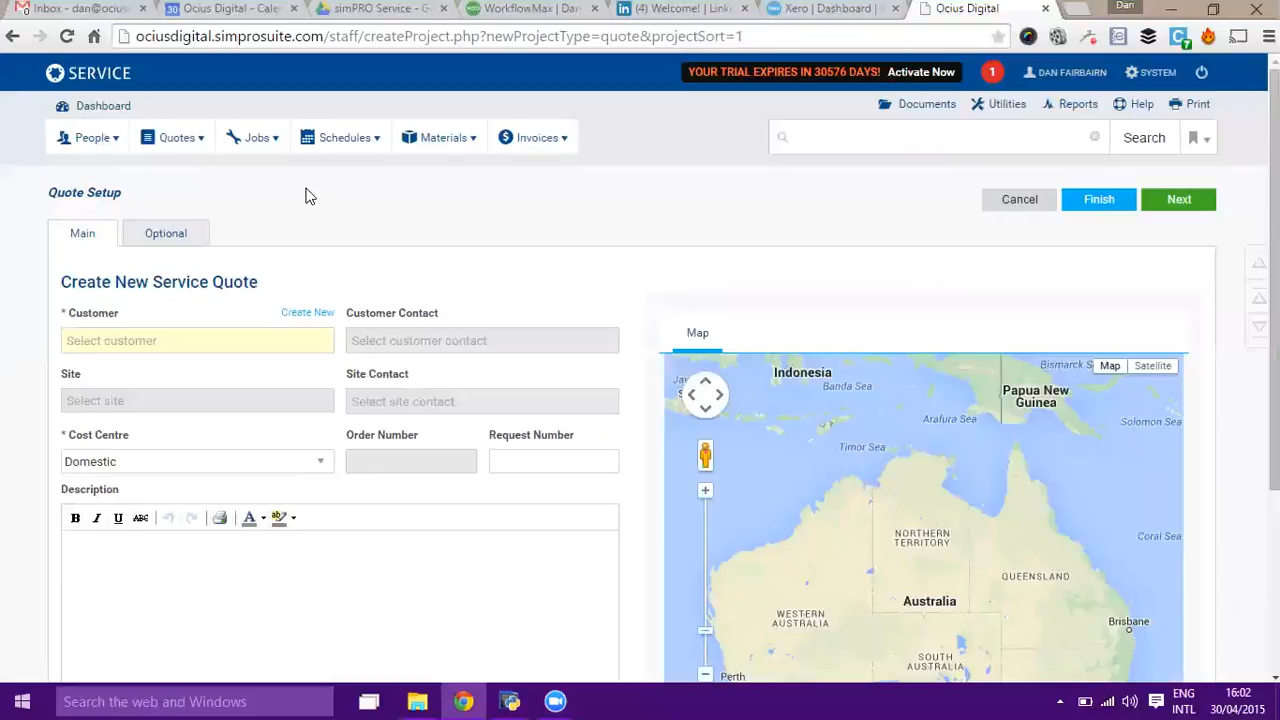 Inbox - dan@ocius
Ocius Digital - Cale
simPRO Service - G
WorkflowMax | Dan
(4) Welcome! | Link
Xero | Dashboard
Ocius Digital
Dan
ociusdigital.simprosuite.com/staff/createProject.php?newProjectType=quote&projectSort=1
SERVICE
YOUR TRIAL EXPIRES IN 30576 DAYS! Activate Now
1
DAN FAIRBAIRN
SYSTEM
Dashboard
Documents
Utilities
Reports
Help
Print
People
Quotes
Jobs
Schedules
Materials
Invoices
Search
Quote Setup
Cancel
Finish
Next
Main
Optional
Create New Service Quote
* Customer
Create New
Customer Contact
Select customer
Select customer contact
Site
Site Contact
Select site
Select site contact
* Cost Centre
Order Number
Request Number
Domestic
Description
B I U ABC
A
ab
Map
Map
Satellite
Indonesia
Banda Sea
Bismarck S
Papua New
Guinea
Arafura Sea
Solomon Sea
Timor Sea
NORTHERN
TERRITORY
Coral Sea
QUEENSLAND
Australia
WESTERN
AUSTRALIA
Brisbane
SOUTH
AUSTRALIA
Perth
Search the web and Windows
ENG
INTL
16:02
30/04/2015